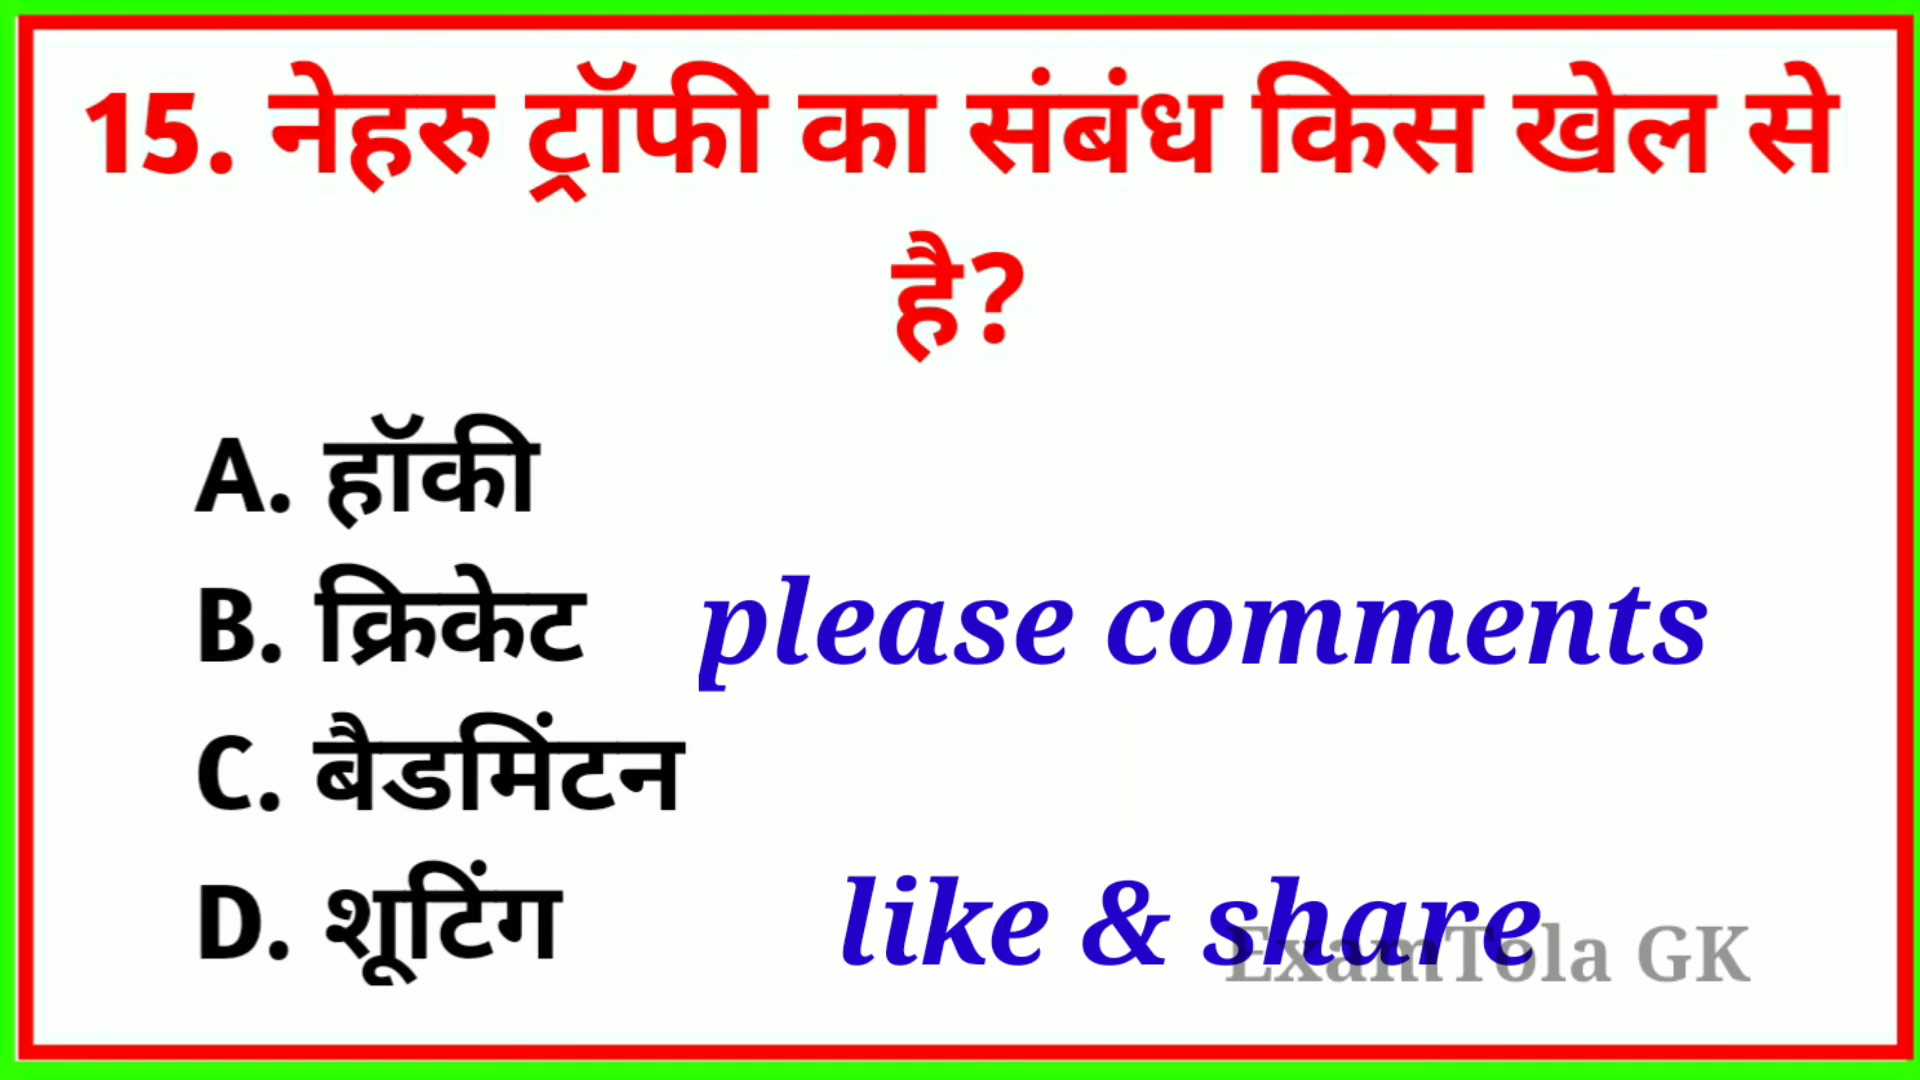 15. नेहरु ट्रॉफी का संबंध किस खेल से
है?
A. हॉकी
B. क्रिकेट please comments
C. बैडमिंटन
D. शूटिंग like & share
ExamTola GK